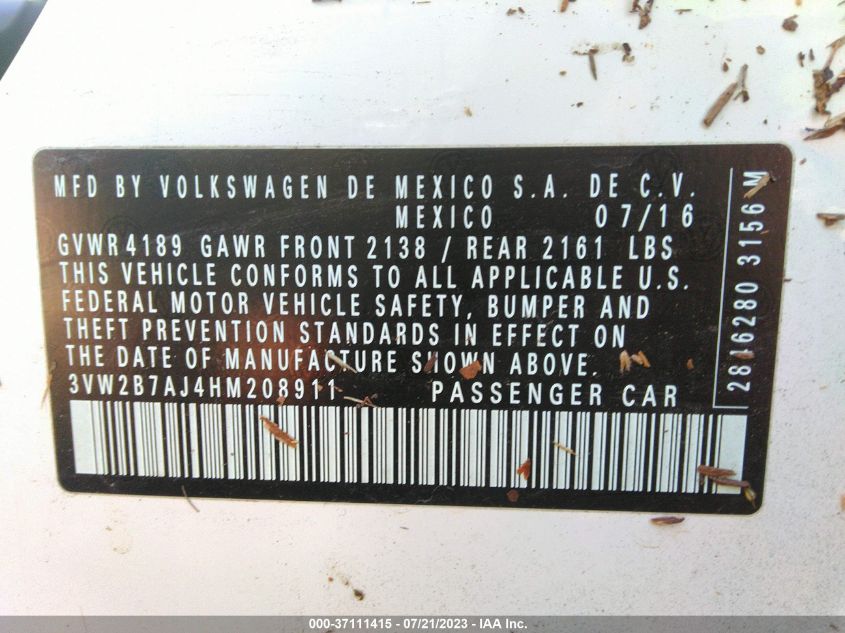 MFD BY VOLKSWAGEN DE MEXICO S.A. DE C.V.
MEXICO 07/16
GVWR 4189 GAWR FRONT 2138 / REAR 2161 LBS
THIS VEHICLE CONFORMS TO ALL APPLICABLE U.S.
FEDERAL MOTOR VEHICLE SAFETY, BUMPER AND
THEFT PREVENTION STANDARDS IN EFFECT ON
THE DATE OF MANUFACTURE SHOWN ABOVE.
3VW2B7AJ4HM208911 PASSENGER CAR
2816280 3156 M
000-37111415 - 07/21/2023 - IAA Inc.